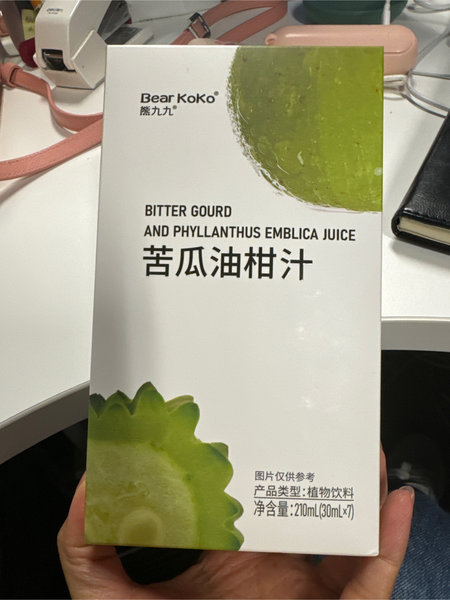 Bear KoKo®
熊九九®
BITTER GOURD
AND PHYLLANTHUS EMBLICA JUICE
苦瓜油柑汁
图片仅供参考
产品类型:植物饮料
净含量:210mL(30mL×7)